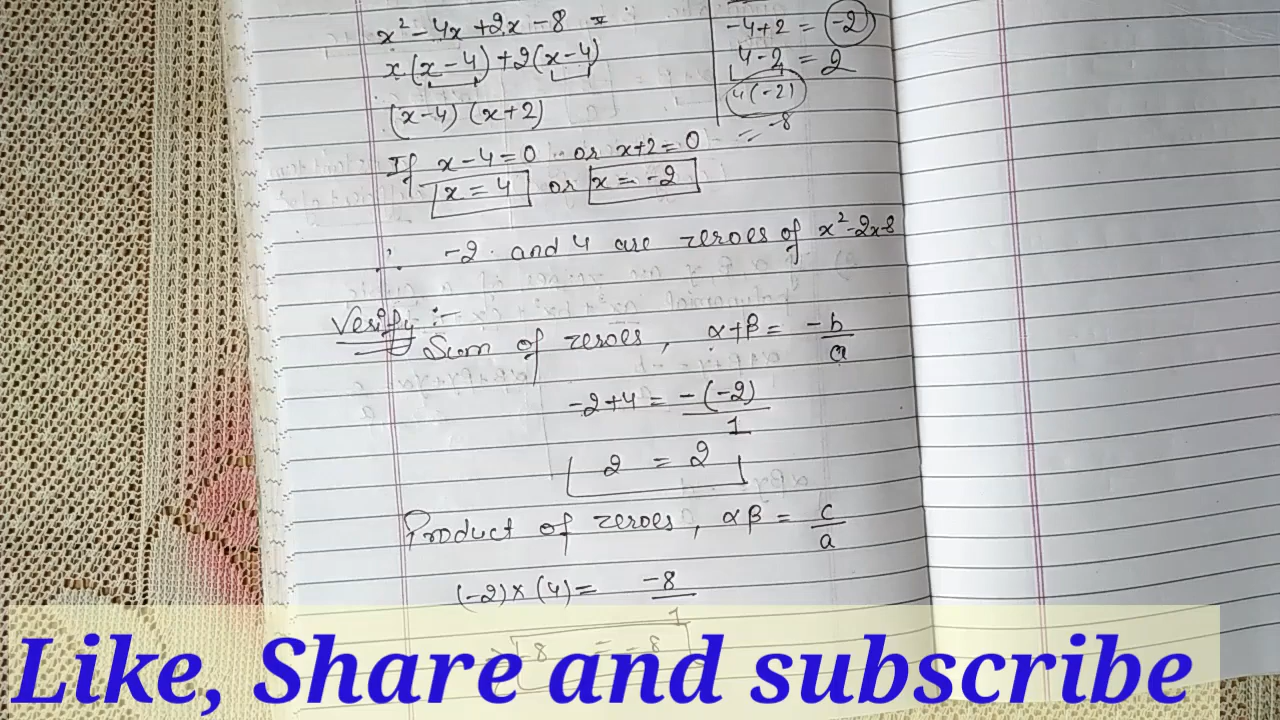 x² - 4x + 2x - 8
x(x-4) + 2(x-4)
(x-4) (x+2)
If x-4=0 or x+2=0
x = 4 or x = -2
∴ -2 and 4 are zeroes of x²-2x-8
-4+2 = -2
4-2 = 2
4(-2)
= -8
Verify :-
Sum of zeroes, α+β = -b/a
-2+4 = -(-2)/1
2 = 2
Product of zeroes, αβ = c/a
(-2) × (4) = -8/1
-8 = -8
Like, Share and subscribe